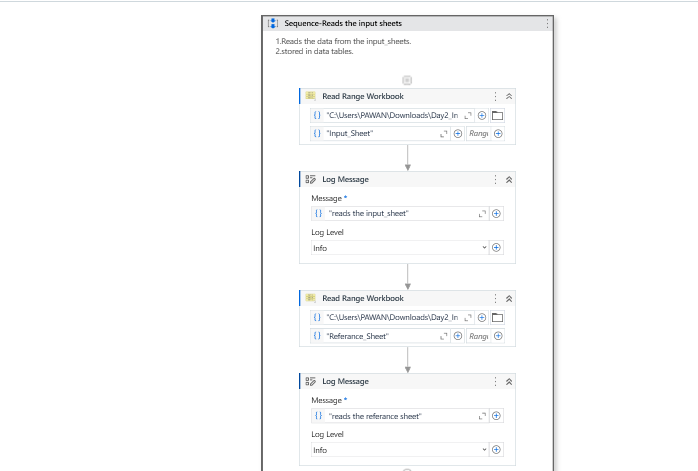 Sequence-Reads the input sheets
1.Reads the data from the input_sheets.
2.stored in data tables.
Read Range Workbook
"C:\Users\PAWAN\Downloads\Day2_In
"Input_Sheet"
Rang
Log Message
Message *
"reads the input_sheet"
Log Level
Info
Read Range Workbook
"C:\Users\PAWAN\Downloads\Day2_In
"Referance_Sheet"
Rang
Log Message
Message *
"reads the referance sheet"
Log Level
Info